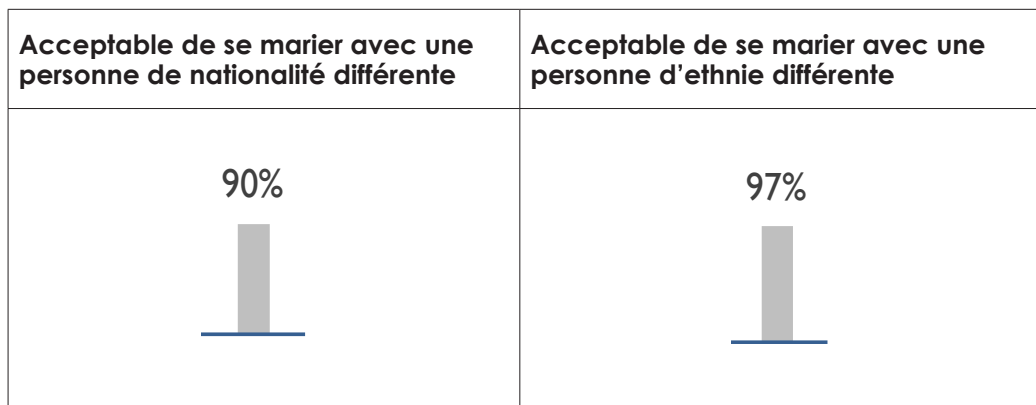 Acceptable de se marier avec une
personne de nationalité différente
Acceptable de se marier avec une
personne d’ethnie différente
90%
97%